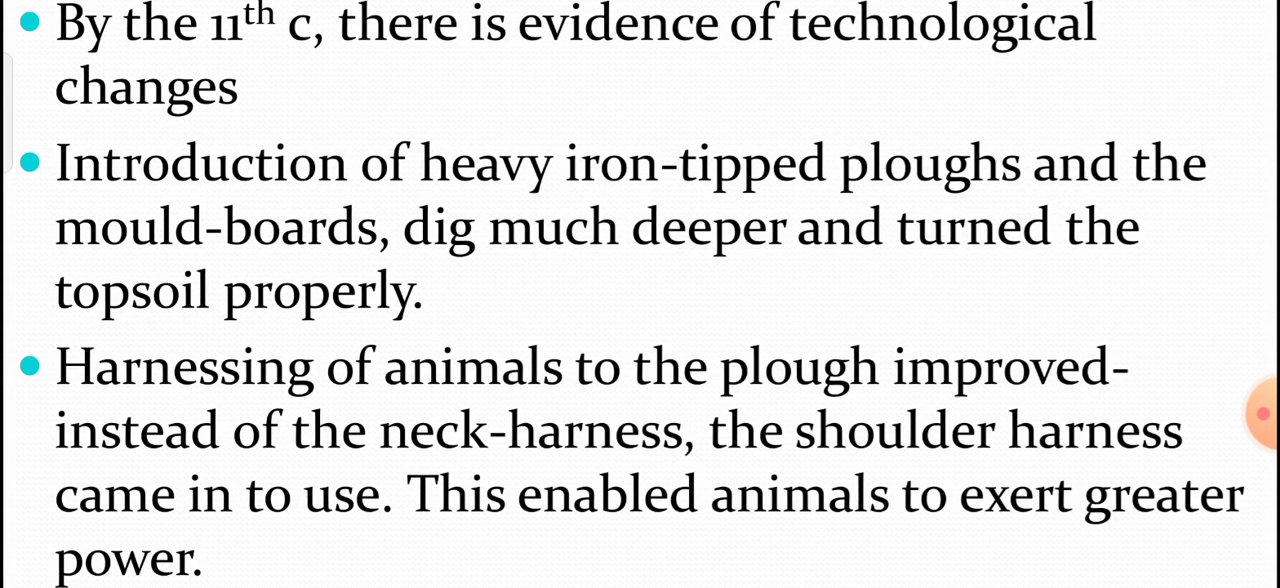 • By the 11th c, there is evidence of technological
changes
• Introduction of heavy iron-tipped ploughs and the
mould-boards, dig much deeper and turned the
topsoil properly.
• Harnessing of animals to the plough improved-
instead of the neck-harness, the shoulder harness
came in to use. This enabled animals to exert greater
power.